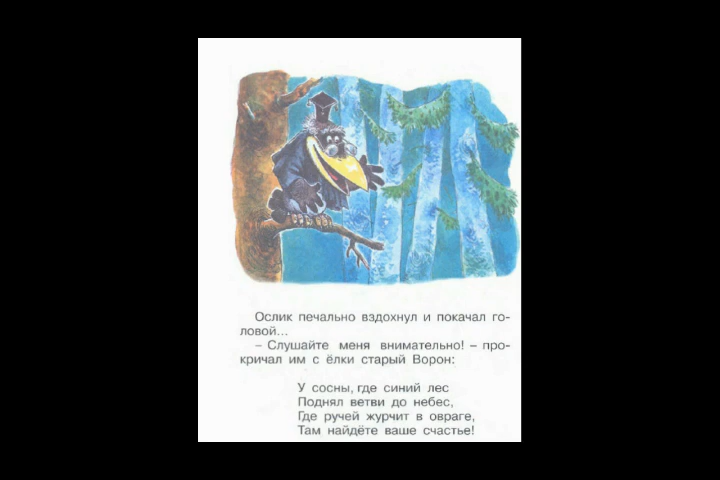 Ослик печально вздохнул и покачал го-
ловой...
– Слушайте меня внимательно! – про-
кричал им с ёлки старый Ворон:
У сосны, где синий лес
Поднял ветви до небес,
Где ручей журчит в овраге,
Там найдёте ваше счастье!